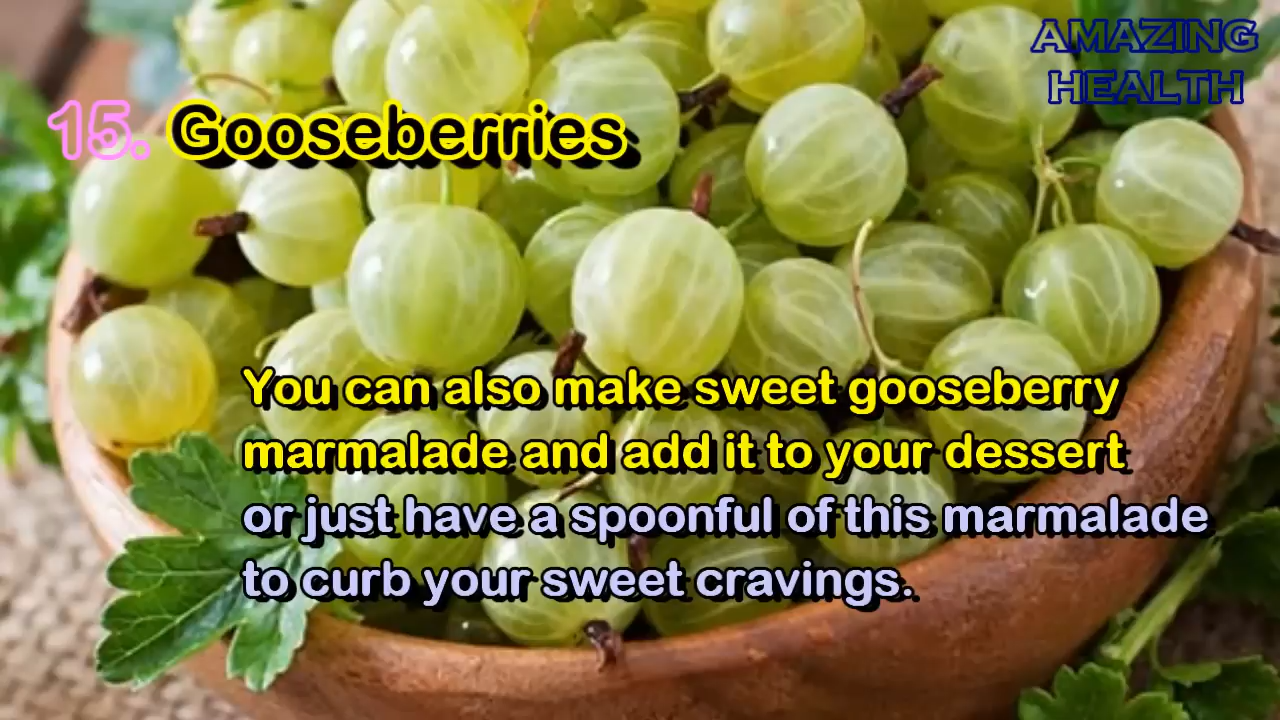 AMAZING
HEALTH
15. Gooseberries
You can also make sweet gooseberry
marmalade and add it to your dessert
or just have a spoonful of this marmalade
to curb your sweet cravings.